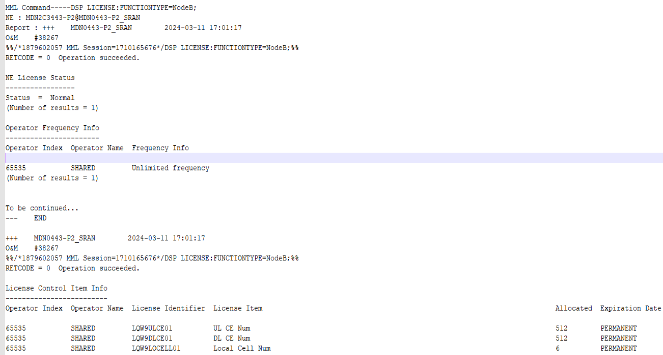 MML Command-----DSP LICENSE:FUNCTIONTYPE=NodeB;
NE : MDN2C3443-P2@MDN0443-P2_SRAN
Report : +++ MDN0443-P2_SRAN 2024-03-11 17:01:17
O&M #38267
%%/*1879602057 MML Session=1710165676*/DSP LICENSE:FUNCTIONTYPE=NodeB;%%
RETCODE = 0 Operation succeeded.
NE License Status
-----------------
Status = Normal
(Number of results = 1)
Operator Frequency Info
-----------------------
Operator Index Operator Name Frequency Info
65535 SHARED Unlimited frequency
(Number of results = 1)
To be continued...
--- END
+++ MDN0443-P2_SRAN 2024-03-11 17:01:17
O&M #38267
%%/*1879602057 MML Session=1710165676*/DSP LICENSE:FUNCTIONTYPE=NodeB;%%
RETCODE = 0 Operation succeeded.
License Control Item Info
-------------------------
Operator Index Operator Name License Identifier License Item Allocated Expiration Date
65535 SHARED LQW9ULCE01 UL CE Num 512 PERMANENT
65535 SHARED LQW9DLCE01 DL CE Num 512 PERMANENT
65535 SHARED LQW9LOCELL01 Local Cell Num 6 PERMANENT